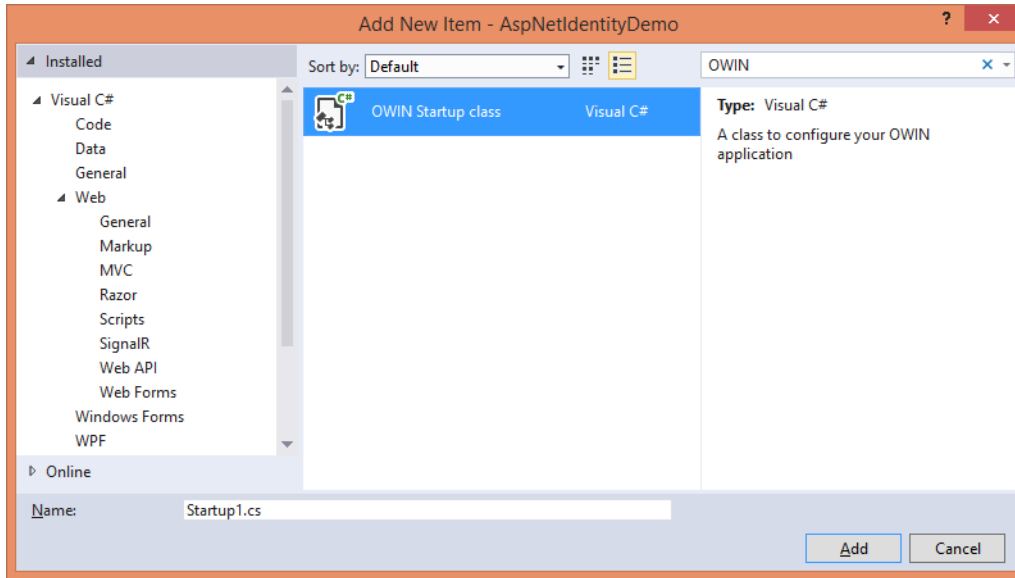 Add New Item - AspNetIdentityDemo
?
Installed
Sort by: Default
OWIN
Visual C#
Code
Data
General
Web
General
Markup
MVC
Razor
Scripts
SignalR
Web API
Web Forms
Windows Forms
WPF
Online
C#
OWIN Startup class Visual C#
Type: Visual C#
A class to configure your OWIN
application
Name: Startup1.cs
Add Cancel